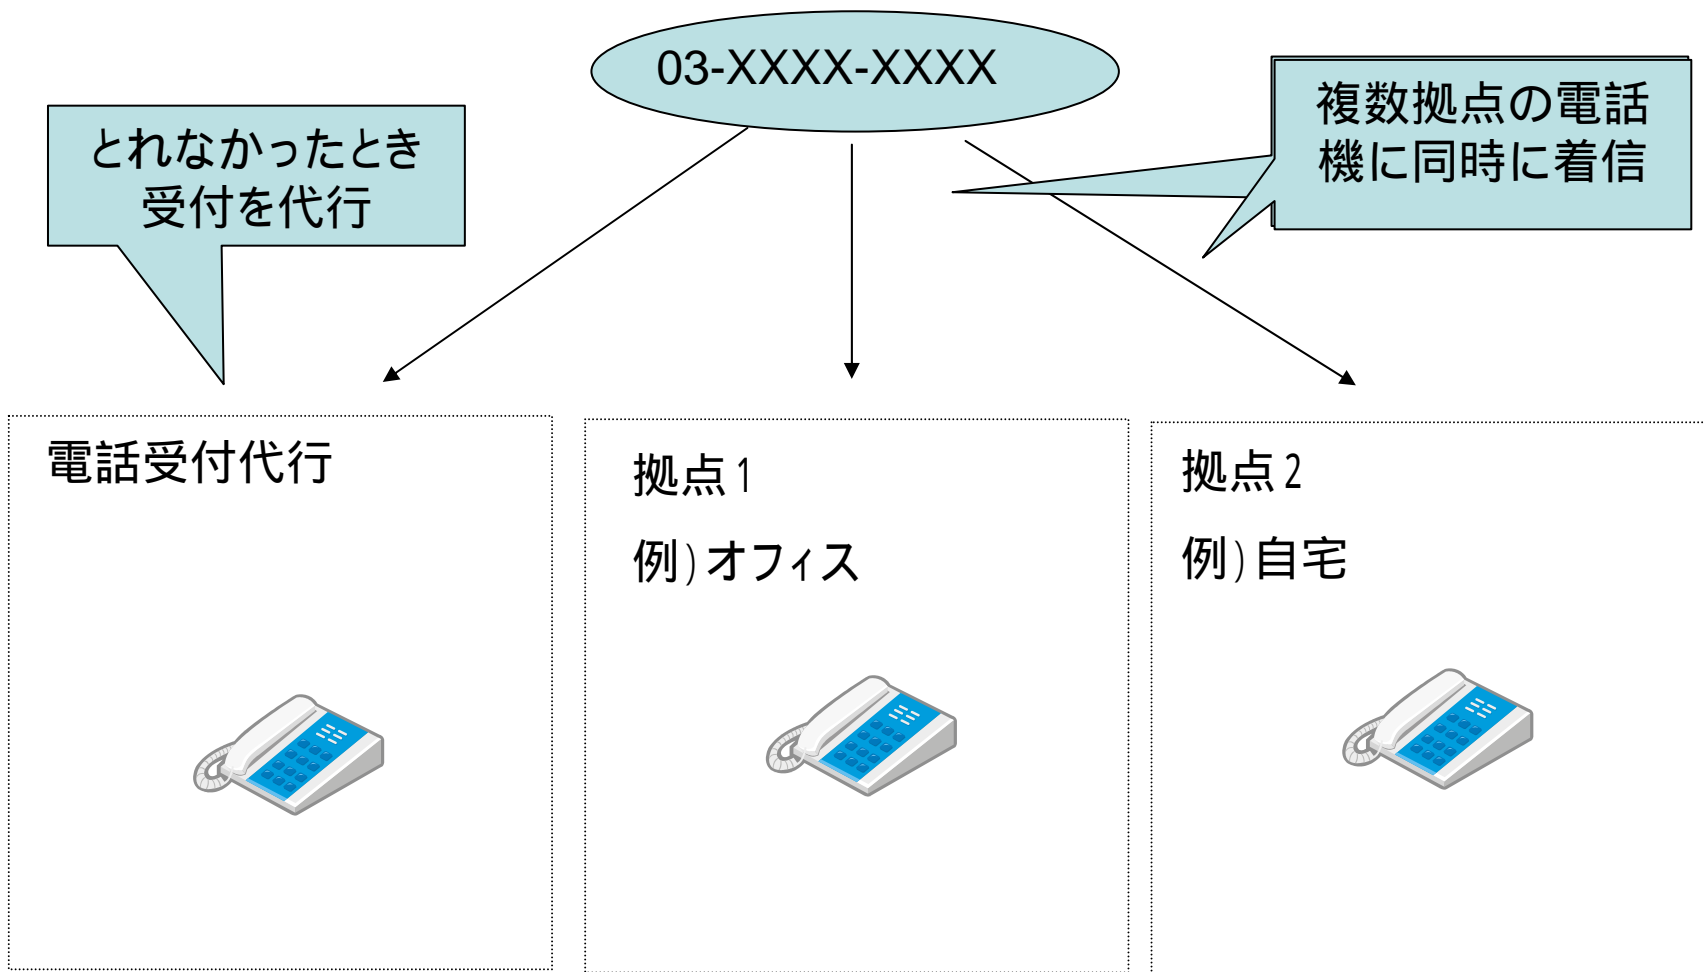 03-XXXX-XXXX
とれなかったとき
受付を代行
複数拠点の電話
機に同時に着信
電話受付代行
拠点1
例)オフィス
拠点2
例)自宅